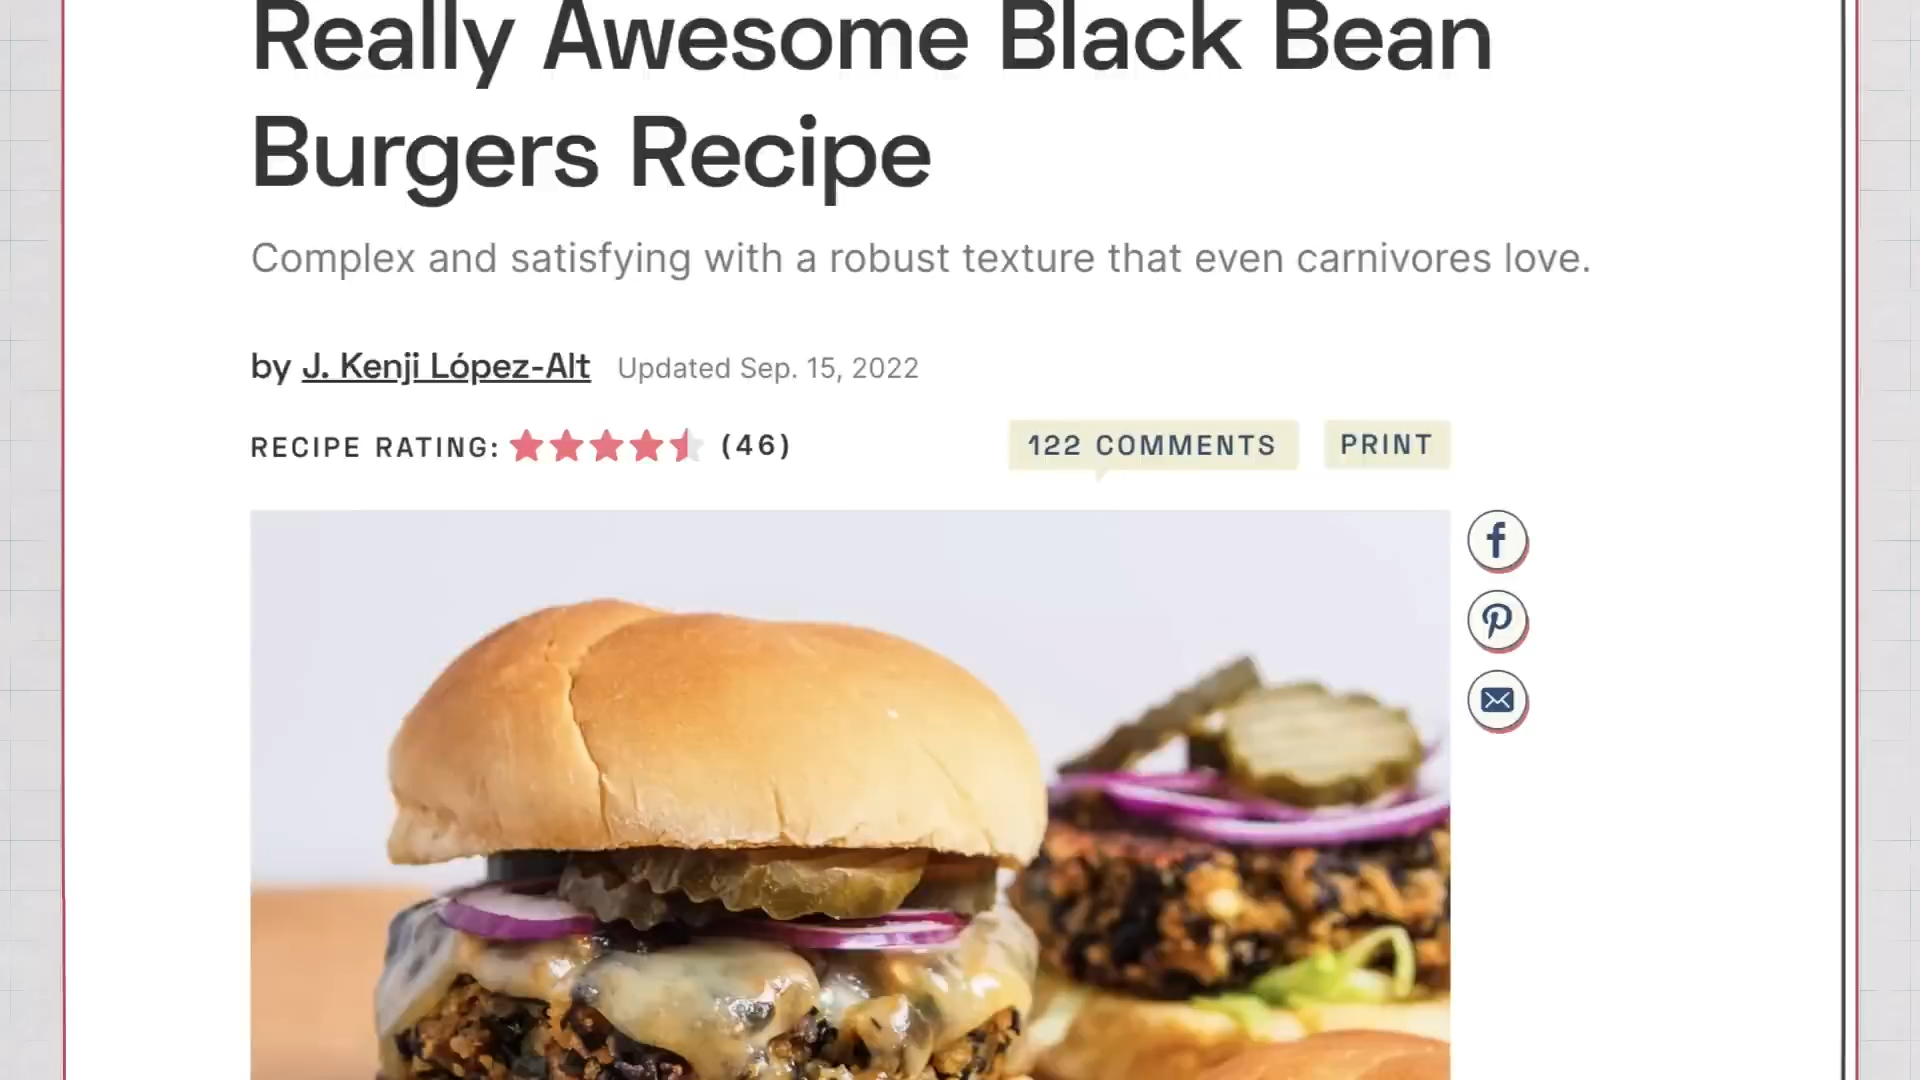 Really Awesome Black Bean
Burgers Recipe
Complex and satisfying with a robust texture that even carnivores love.
by J. Kenji López-Alt Updated Sep. 15, 2022
RECIPE RATING: (46)
122 COMMENTS PRINT